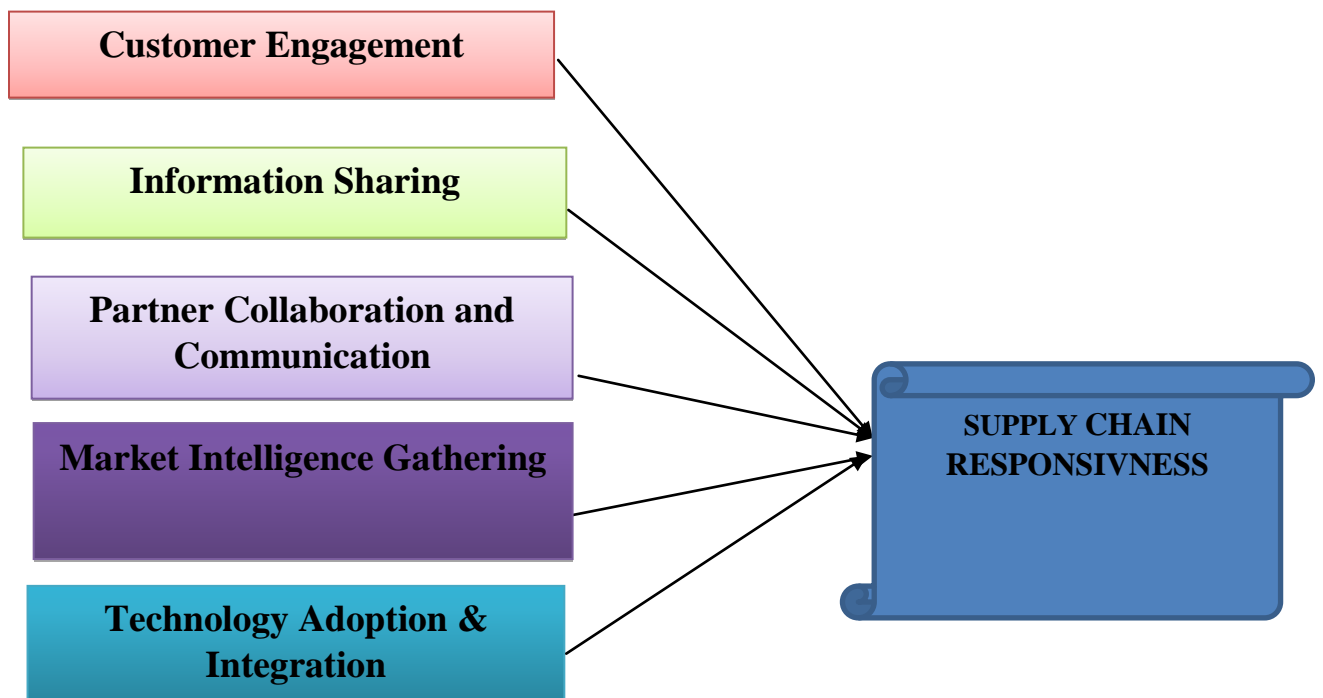 Customer Engagement
Information Sharing
Partner Collaboration and
Communication
Market Intelligence Gathering
Technology Adoption &
Integration
SUPPLY CHAIN
RESPONSIVNESS